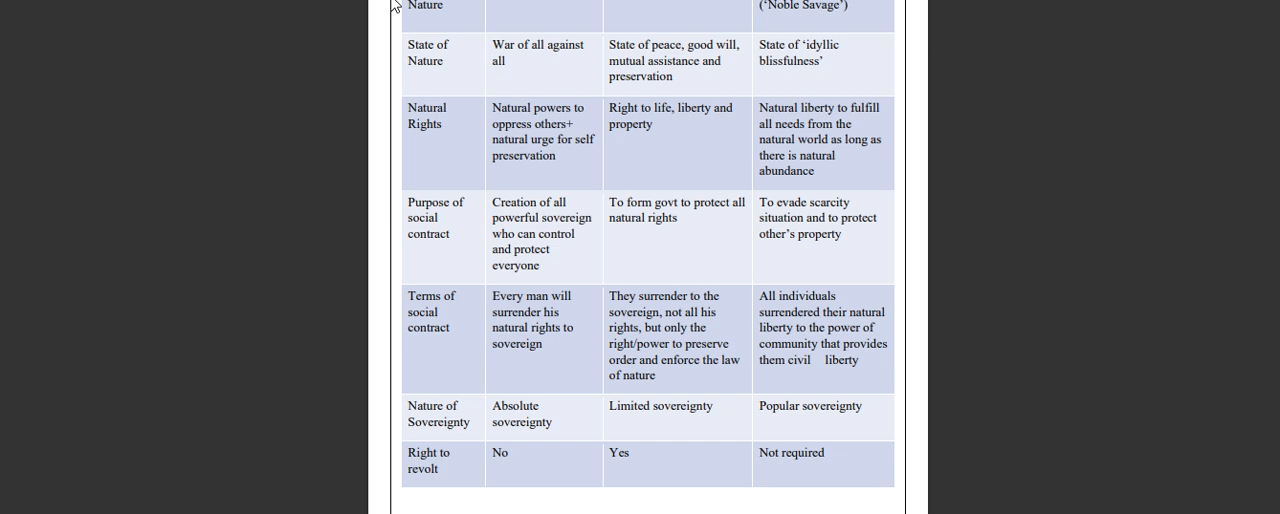 Nature
(‘Noble Savage’)
State of
Nature
War of all against
all
State of peace, good will,
mutual assistance and
preservation
State of ‘idyllic
blissfulness’
Natural
Rights
Natural powers to
oppress others+
natural urge for self
preservation
Right to life, liberty and
property
Natural liberty to fulfill
all needs from the
natural world as long as
there is natural
abundance
Purpose of
social
contract
Creation of all
powerful sovereign
who can control
and protect
everyone
To form govt to protect all
natural rights
To evade scarcity
situation and to protect
other’s property
Terms of
social
contract
Every man will
surrender his
natural rights to
sovereign
They surrender to the
sovereign, not all his
rights, but only the
right/power to preserve
order and enforce the law
of nature
All individuals
surrendered their natural
liberty to the power of
community that provides
them civil liberty
Nature of
Sovereignty
Absolute
sovereignty
Limited sovereignty
Popular sovereignty
Right to
revolt
No
Yes
Not required